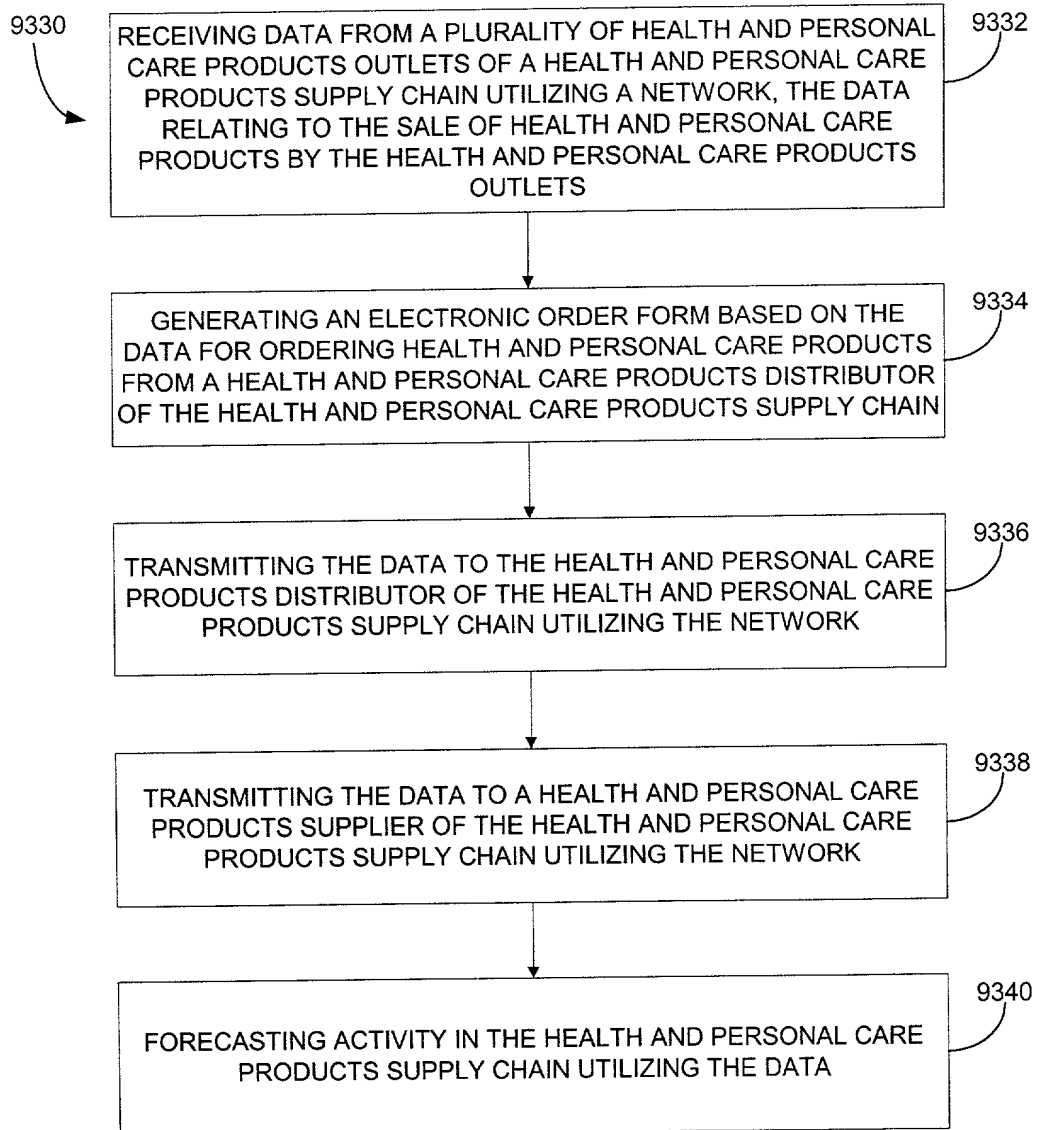 9330
RECEIVING DATA FROM A PLURALITY OF HEALTH AND PERSONAL
CARE PRODUCTS OUTLETS OF A HEALTH AND PERSONAL CARE
PRODUCTS SUPPLY CHAIN UTILIZING A NETWORK, THE DATA
RELATING TO THE SALE OF HEALTH AND PERSONAL CARE
PRODUCTS BY THE HEALTH AND PERSONAL CARE PRODUCTS
OUTLETS
9332
GENERATING AN ELECTRONIC ORDER FORM BASED ON THE
DATA FOR ORDERING HEALTH AND PERSONAL CARE PRODUCTS
FROM A HEALTH AND PERSONAL CARE PRODUCTS DISTRIBUTOR
OF THE HEALTH AND PERSONAL CARE PRODUCTS SUPPLY CHAIN
9334
TRANSMITTING THE DATA TO THE HEALTH AND PERSONAL CARE
PRODUCTS DISTRIBUTOR OF THE HEALTH AND PERSONAL CARE
PRODUCTS SUPPLY CHAIN UTILIZING THE NETWORK
9336
TRANSMITTING THE DATA TO A HEALTH AND PERSONAL CARE
PRODUCTS SUPPLIER OF THE HEALTH AND PERSONAL CARE
PRODUCTS SUPPLY CHAIN UTILIZING THE NETWORK
9338
FORECASTING ACTIVITY IN THE HEALTH AND PERSONAL CARE
PRODUCTS SUPPLY CHAIN UTILIZING THE DATA
9340